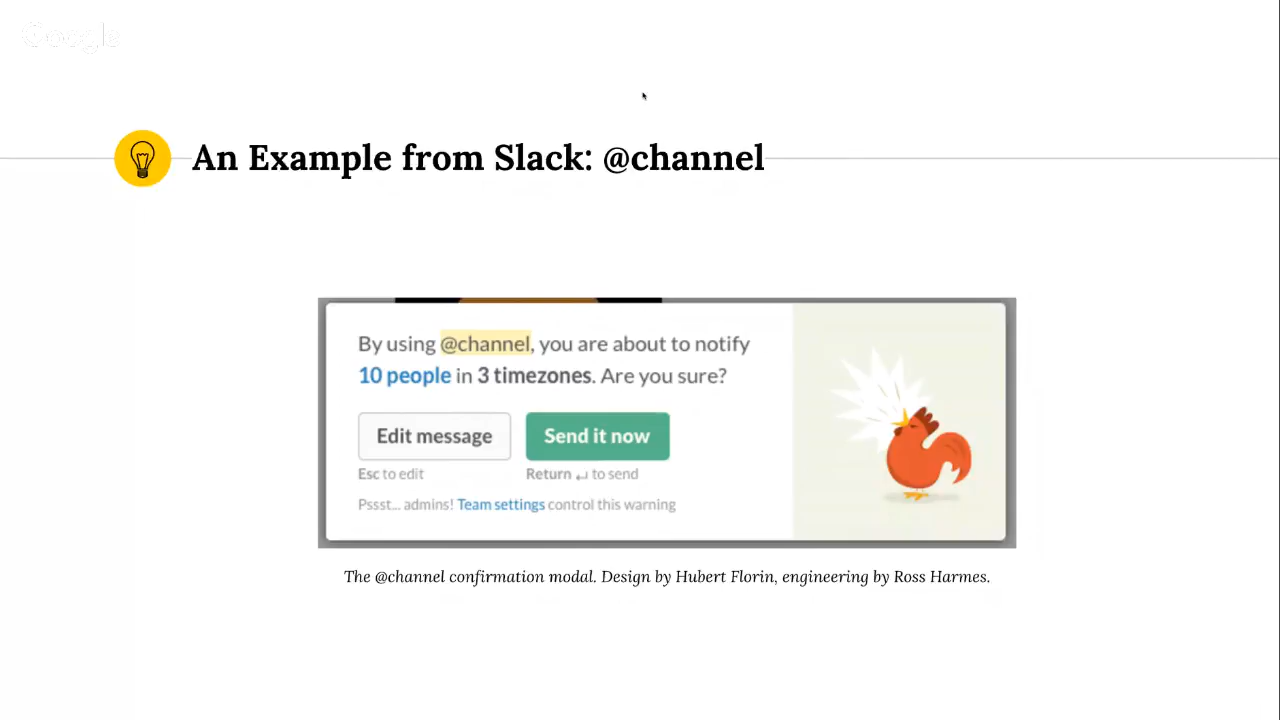 Google
An Example from Slack: @channel
By using @channel, you are about to notify
10 people in 3 timezones. Are you sure?
Edit message Send it now
Esc to edit Return ↵ to send
Pssst... admins! Team settings control this warning
The @channel confirmation modal. Design by Hubert Florin, engineering by Ross Harmes.